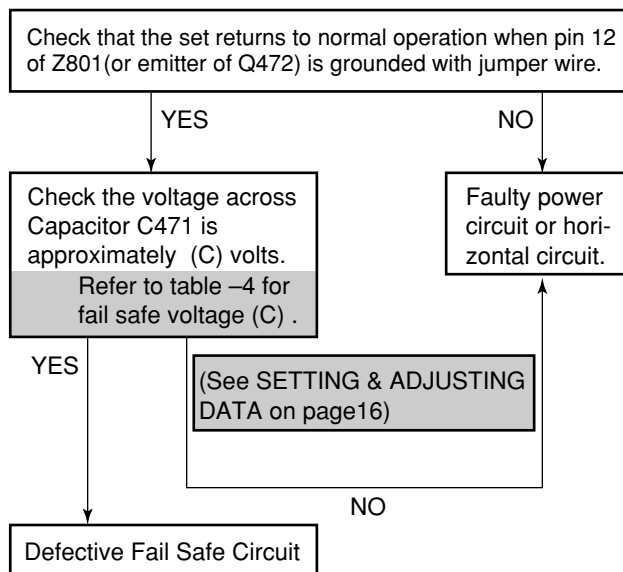 Check that the set returns to normal operation when pin 12
of Z801(or emitter of Q472) is grounded with jumper wire.
YES
NO
Check the voltage across
Capacitor C471 is
approximately (C) volts.
Refer to table –4 for
fail safe voltage (C) .
Faulty power
circuit or hori-
zontal circuit.
YES
(See SETTING & ADJUSTING
DATA on page16)
NO
Defective Fail Safe Circuit